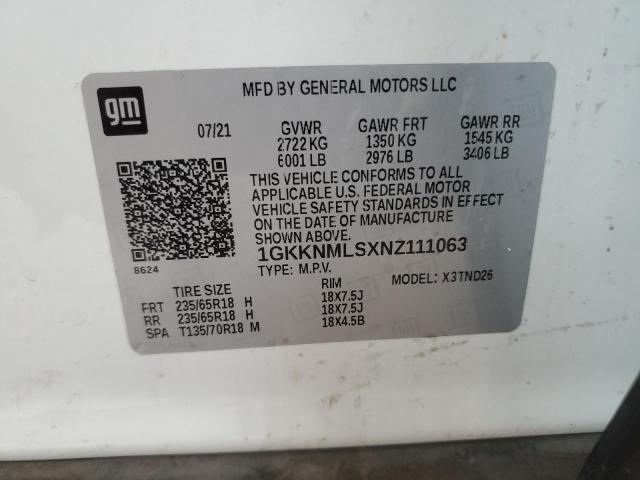 gm
MFD BY GENERAL MOTORS LLC
07/21 GVWR GAWR FRT GAWR RR
2722 KG 1350 KG 1545 KG
6001 LB 2976 LB 3406 LB
THIS VEHICLE CONFORMS TO ALL
APPLICABLE U.S. FEDERAL MOTOR
VEHICLE SAFETY STANDARDS IN EFFECT
ON THE DATE OF MANUFACTURE
SHOWN ABOVE.
1GKKNMLSXNZ111063
8624 TYPE: M.P.V. MODEL: X3TND26
TIRE SIZE RIM
FRT 235/65R18 H 18X7.5J
RR 235/65R18 H 18X7.5J
SPA T135/70R18 M 18X4.5B